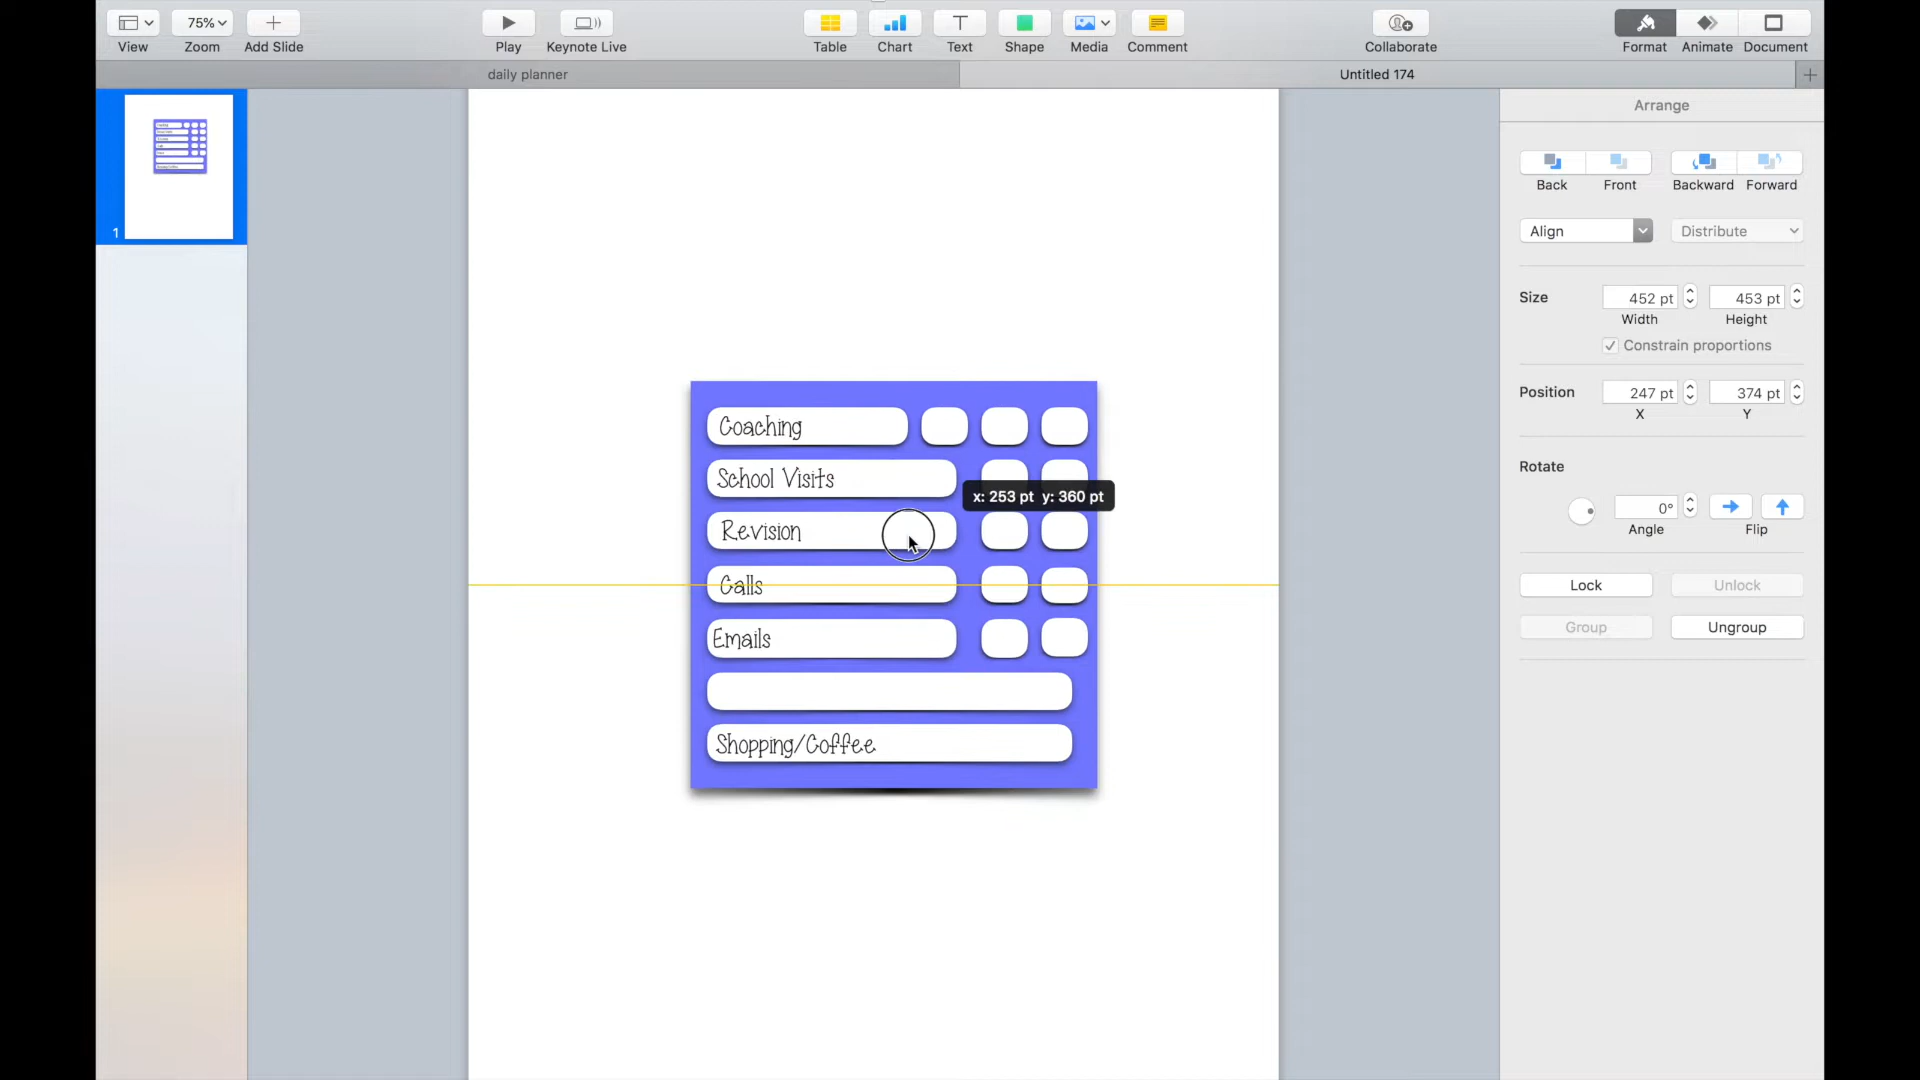 75%
View Zoom Add Slide Play Keynote Live Table Chart Text Shape Media Comment Collaborate Format Animate Document
daily planner Untitled 174
1
Coaching
School Visits
x: 253 pt y: 360 pt
Revision
Calls
Emails
Shopping/Coffee
Arrange
Back Front Backward Forward
Align Distribute
Size 452 pt 453 pt
Width Height
Constrain proportions
Position 247 pt 374 pt
X Y
Rotate
0°
Angle Flip
Lock Unlock
Group Ungroup